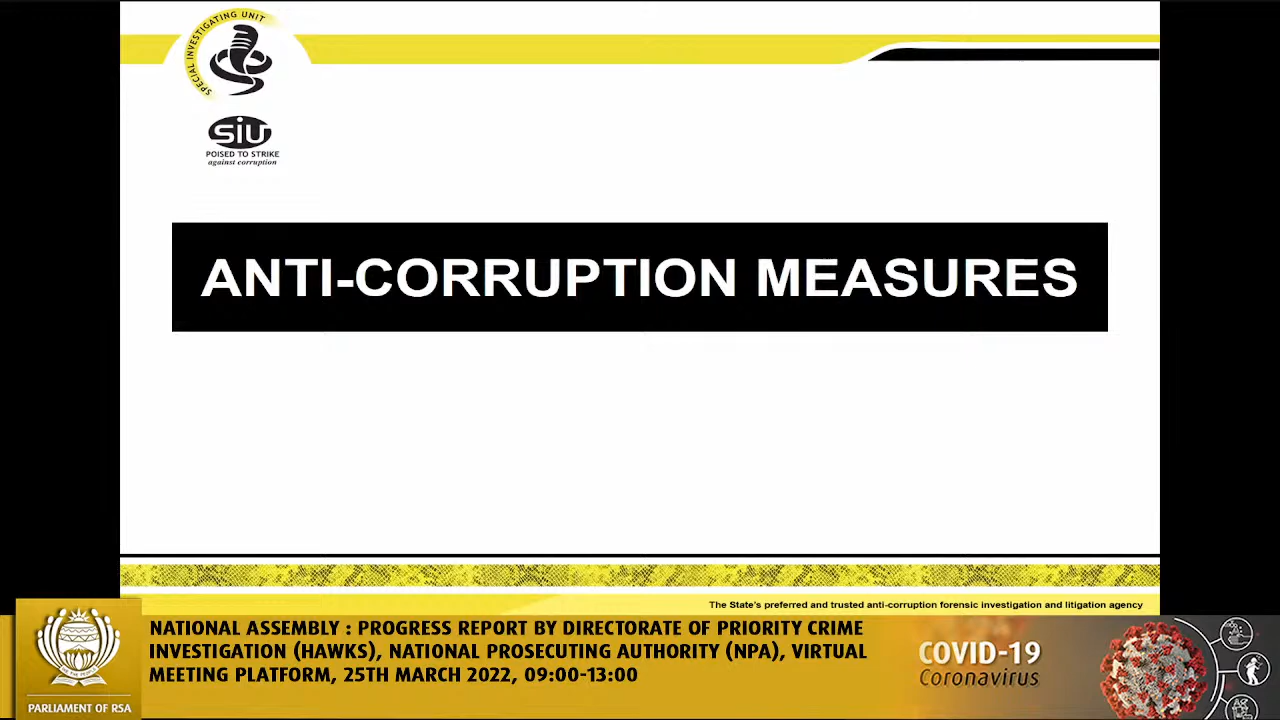 SPECIAL INVESTIGATING UNIT
SIU
POISED TO STRIKE
against corruption
ANTI-CORRUPTION MEASURES
The State's preferred and trusted anti-corruption forensic investigation and litigation agency
NATIONAL ASSEMBLY : PROGRESS REPORT BY DIRECTORATE OF PRIORITY CRIME
INVESTIGATION (HAWKS), NATIONAL PROSECUTING AUTHORITY (NPA), VIRTUAL
MEETING PLATFORM, 25TH MARCH 2022, 09:00-13:00
PARLIAMENT OF RSA
COVID-19
Coronavirus